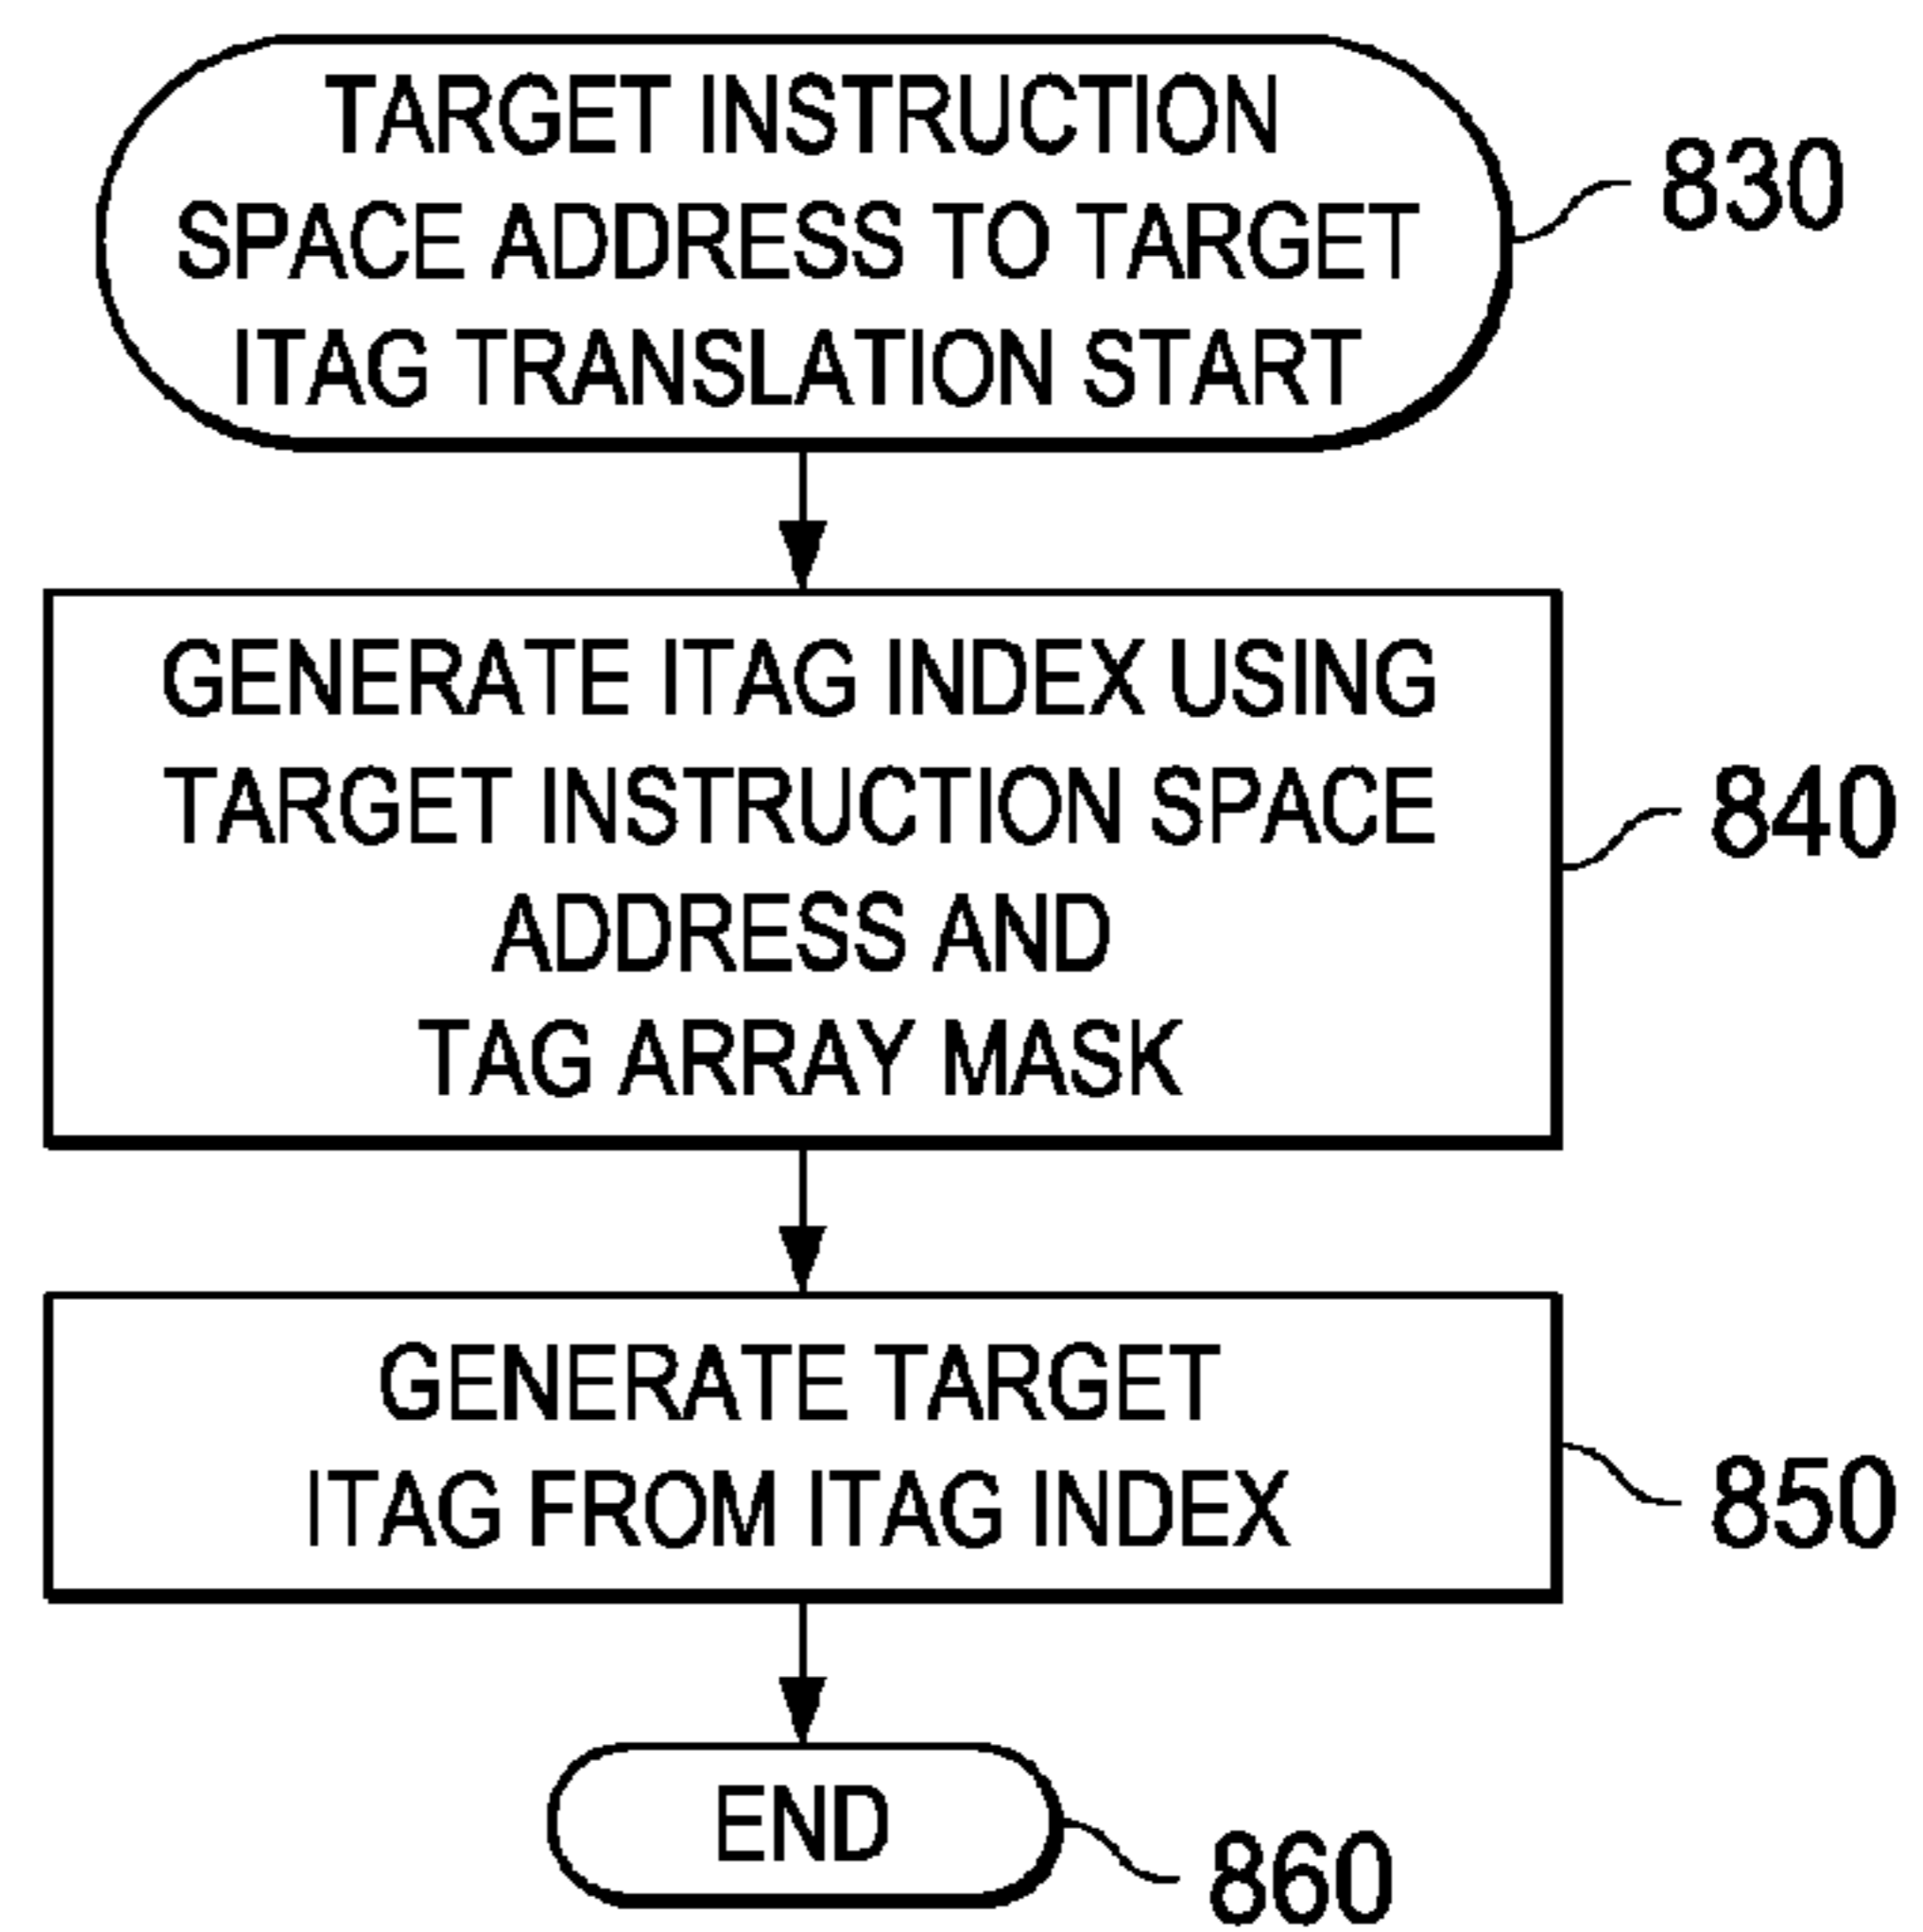 TARGET INSTRUCTION
SPACE ADDRESS TO TARGET
ITAG TRANSLATION START
830
GENERATE ITAG INDEX USING
TARGET INSTRUCTION SPACE
ADDRESS AND
TAG ARRAY MASK
840
GENERATE TARGET
ITAG FROM ITAG INDEX
850
END
860